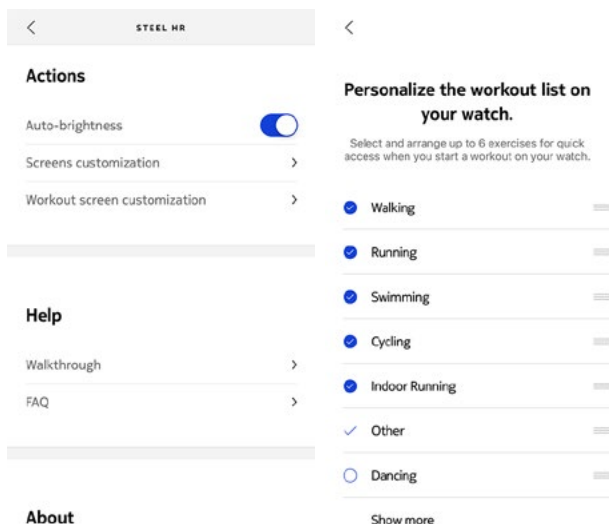 STEEL HR
Actions
Auto-brightness
Screens customization
Workout screen customization
Help
Walkthrough
FAQ
About
Personalize the workout list on
your watch.
Select and arrange up to 6 exercises for quick
access when you start a workout on your watch.
Walking
Running
Swimming
Cycling
Indoor Running
Other
Dancing
Show more